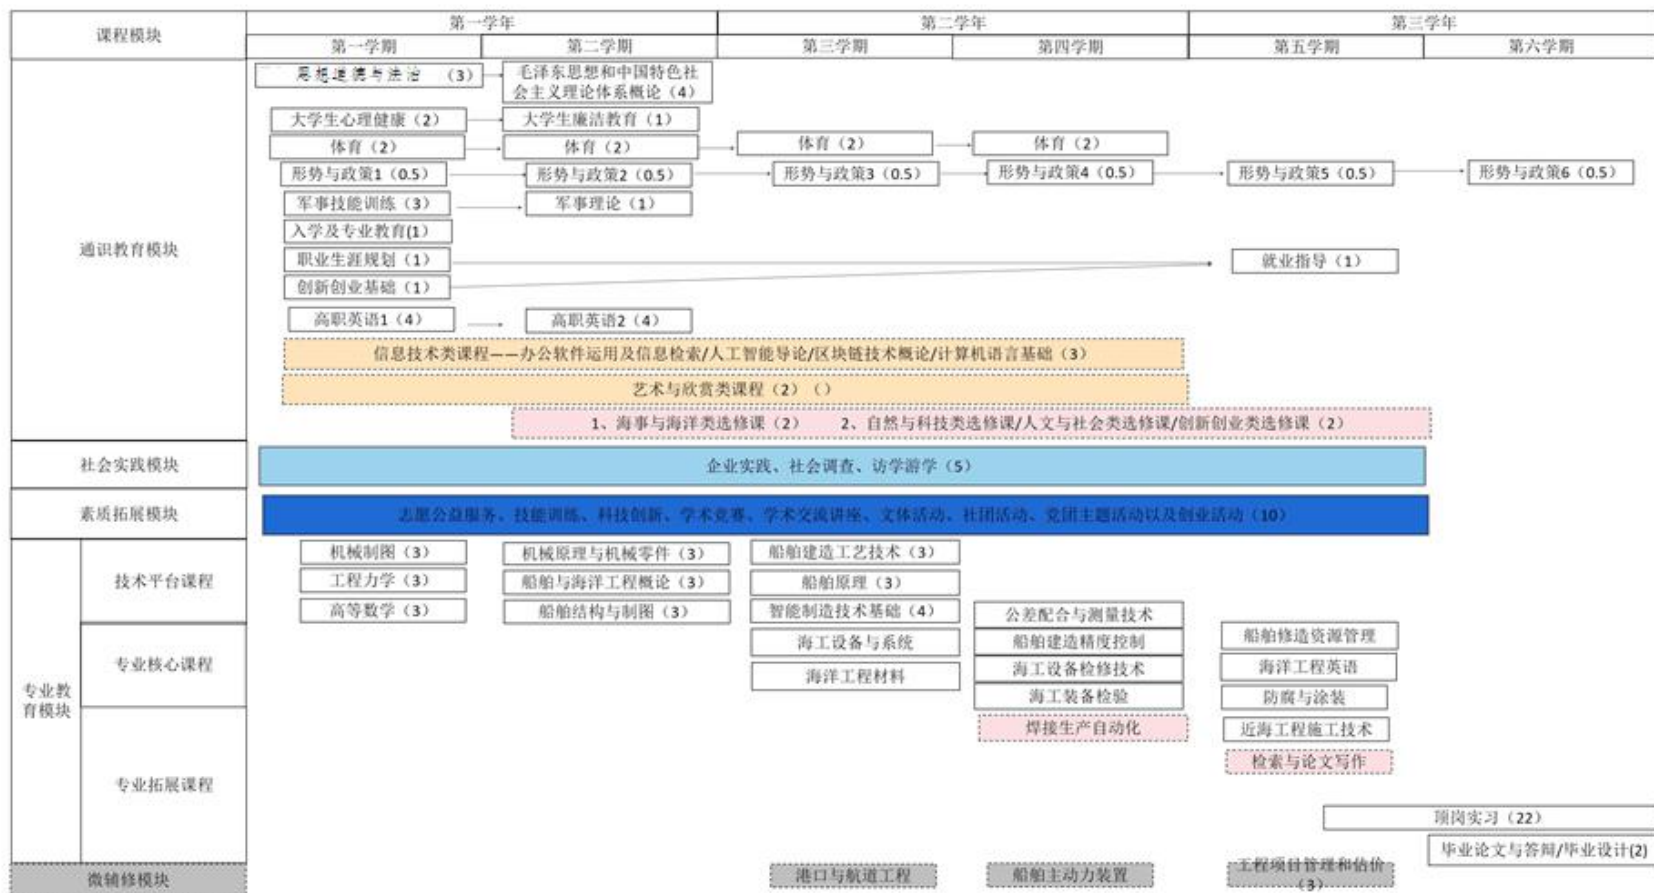 课程模块 第一学年 第二学年 第三学年
第一学期 第二学期 第三学期 第四学期 第五学期 第六学期
通识教育模块
思想道德与法治 （3） 毛泽东思想和中国特色社
会主义理论体系概论（4）
大学生心理健康（2） 大学生廉洁教育（1）
体育（2） 体育（2） 体育（2） 体育（2）
形势与政策1（0.5） 形势与政策2（0.5） 形势与政策3（0.5） 形势与政策4（0.5） 形势与政策5（0.5） 形势与政策6（0.5）
军事技能训练（3） 军事理论（1）
入学及专业教育(1）
职业生涯规划（1） 就业指导（1）
创新创业基础（1）
高职英语1（4） 高职英语2（4）
信息技术类课程——办公软件运用及信息检索/人工智能导论/区块链技术概论/计算机语言基础（3）
艺术与欣赏类课程（2）（）
1、海事与海洋类选修课（2） 2、自然与科技类选修课/人文与社会类选修课/创新创业类选修课（2）
社会实践模块 企业实践、社会调查、访学游学（5）
素质拓展模块 志愿公益服务、技能训练、科技创新、学术竞赛、学术交流讲座、文体活动、社团活动、党团主题活动以及创业活动（10）
专业教
育模块
技术平台课程
机械制图（3） 机械原理与机械零件（3） 船舶建造工艺技术（3）
工程力学（3） 船舶与海洋工程概论（3） 船舶原理（3）
高等数学（3） 船舶结构与制图（3） 智能制造技术基础（4） 公差配合与测量技术
专业核心课程
海工设备与系统 船舶建造精度控制 船舶修造资源管理
海洋工程材料 海工设备检修技术 海洋工程英语
海工装备检验 防腐与涂装
专业拓展课程
焊接生产自动化 近海工程施工技术
检索与论文写作
顶岗实习（22）
毕业论文与答辩/毕业设计(2)
微辅修模块 港口与航道工程 船舶主动力装置 工程项目管理和估价
（3）